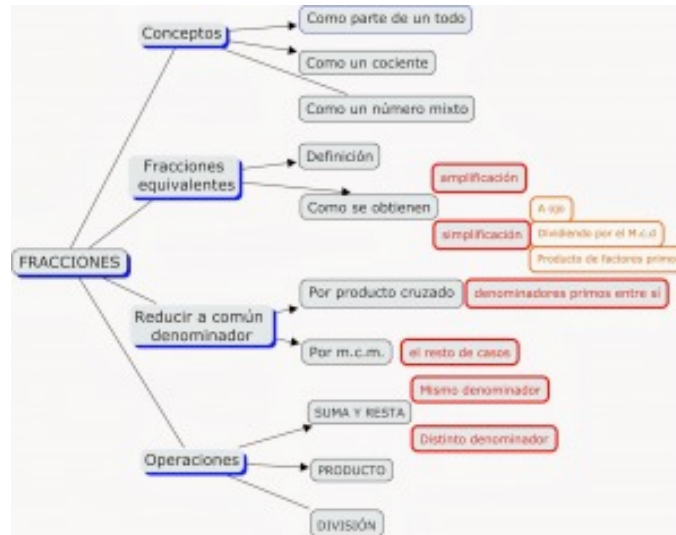 Conceptos
Como parte de un todo
Como un cociente
Como un número mixto
Fracciones
equivalentes
Definición
Como se obtienen
amplificación
simplificación
A ojo
Dividiendo por el M.c.d
Producto de factores primo
FRACCIONES
Reducir a común
denominador
Por producto cruzado
denominadores primos entre sí
Por m.c.m.
el resto de casos
Operaciones
SUMA Y RESTA
Mismo denominador
Distinto denominador
PRODUCTO
DIVISIÓN